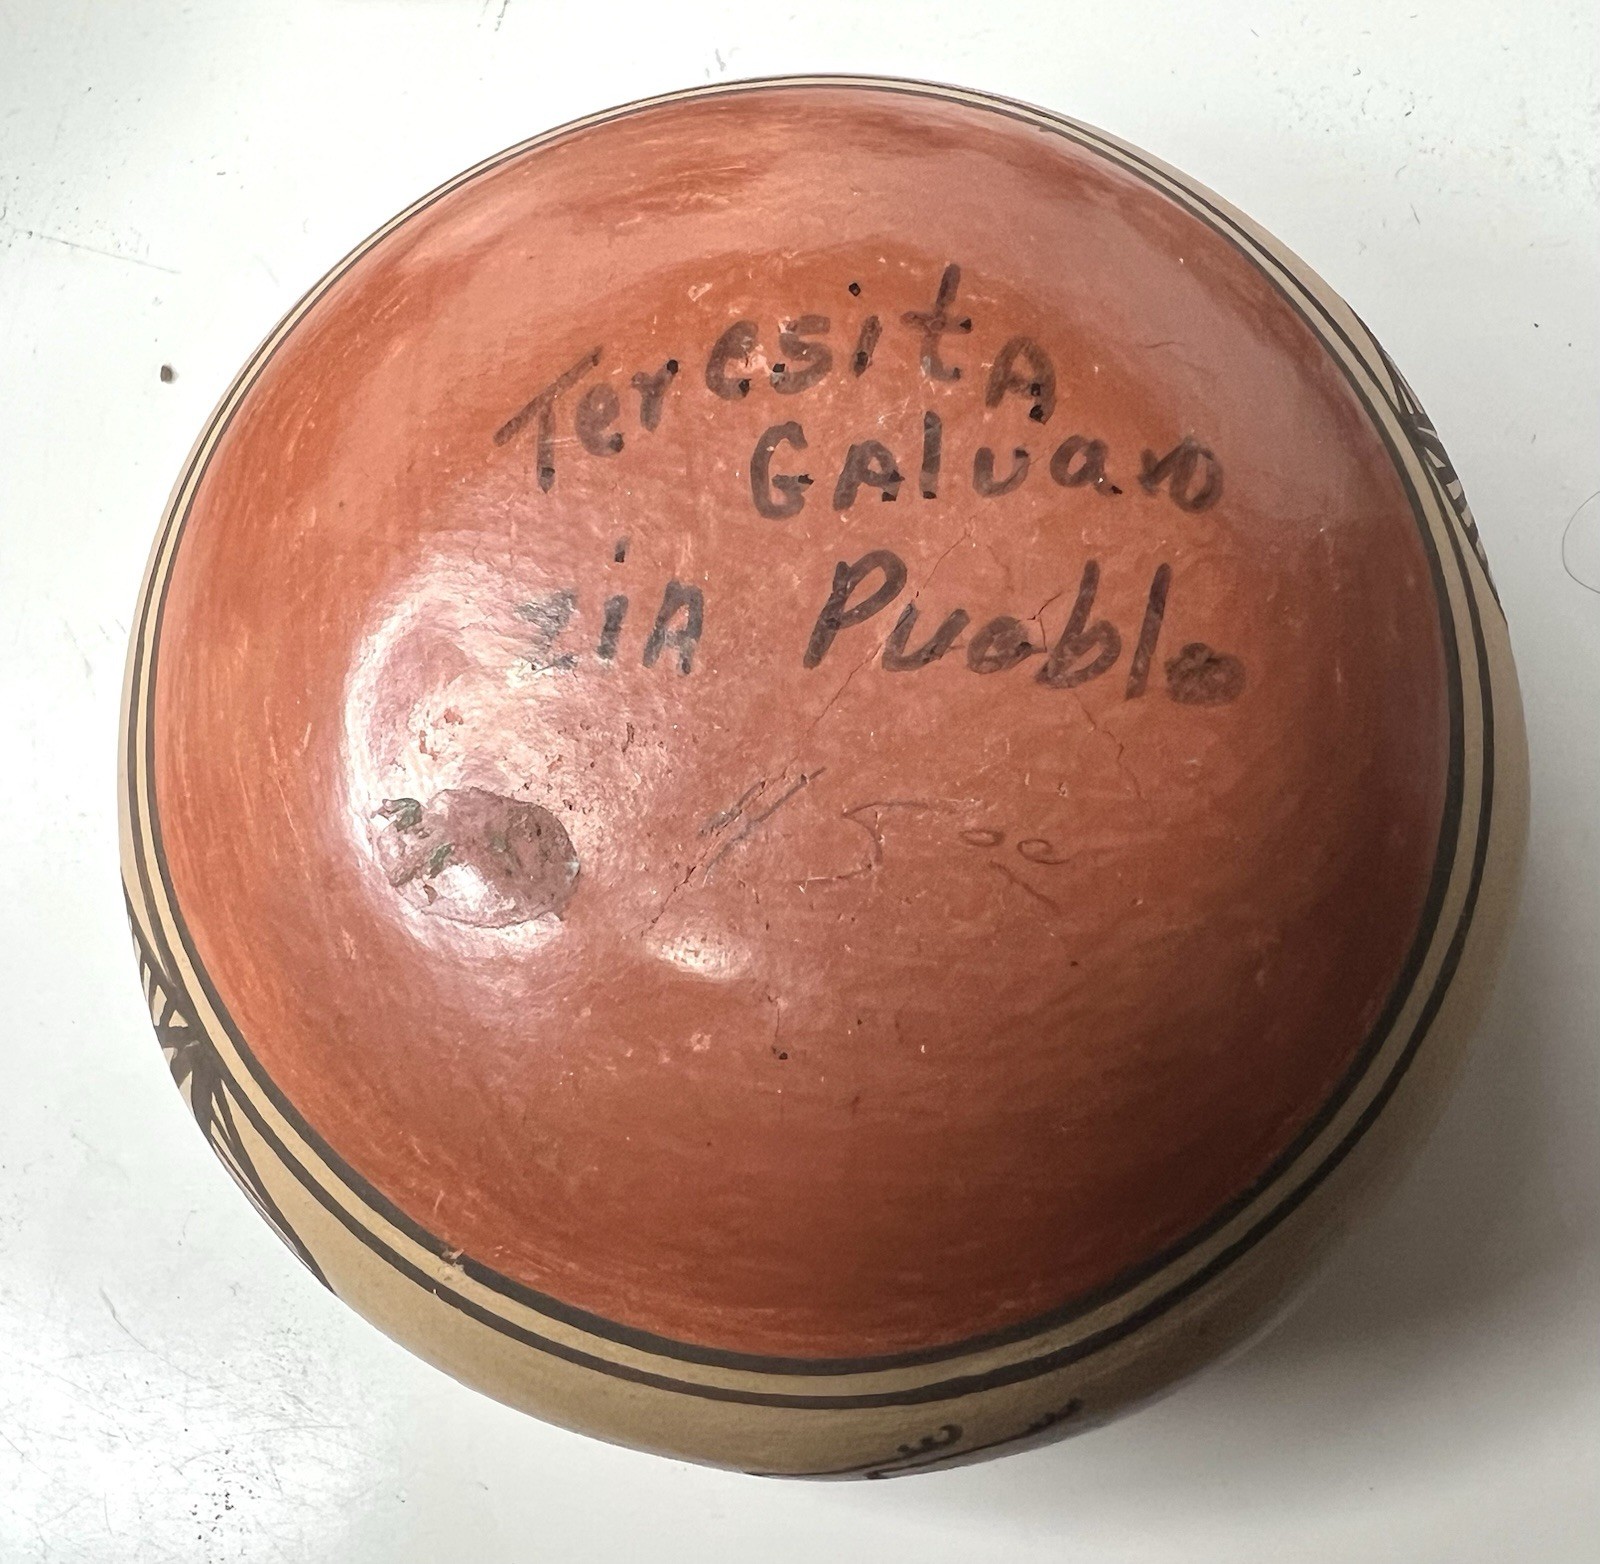 TeresitA
GAlvan
ziA Pueblo